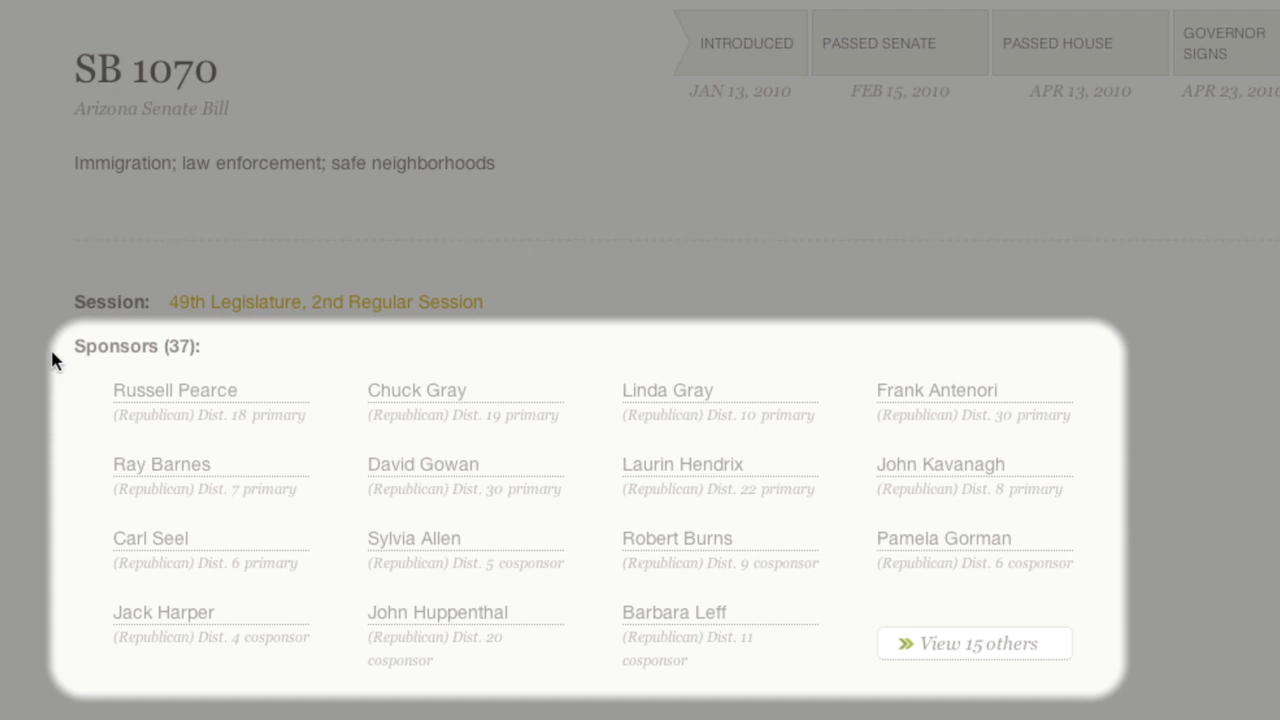 SB 1070
Arizona Senate Bill
INTRODUCED
PASSED SENATE
PASSED HOUSE
GOVERNOR
SIGNS
JAN 13, 2010
FEB 15, 2010
APR 13, 2010
APR 23, 2010
Immigration; law enforcement; safe neighborhoods
Session: 49th Legislature, 2nd Regular Session
Sponsors (37):
Russell Pearce
(Republican) Dist. 18 primary
Chuck Gray
(Republican) Dist. 19 primary
Linda Gray
(Republican) Dist. 10 primary
Frank Antenori
(Republican) Dist. 30 primary
Ray Barnes
(Republican) Dist. 7 primary
David Gowan
(Republican) Dist. 30 primary
Laurin Hendrix
(Republican) Dist. 22 primary
John Kavanagh
(Republican) Dist. 8 primary
Carl Seel
(Republican) Dist. 6 primary
Sylvia Allen
(Republican) Dist. 5 cosponsor
Robert Burns
(Republican) Dist. 9 cosponsor
Pamela Gorman
(Republican) Dist. 6 cosponsor
Jack Harper
(Republican) Dist. 4 cosponsor
John Huppenthal
(Republican) Dist. 20
cosponsor
Barbara Leff
(Republican) Dist. 11
cosponsor
View 15 others